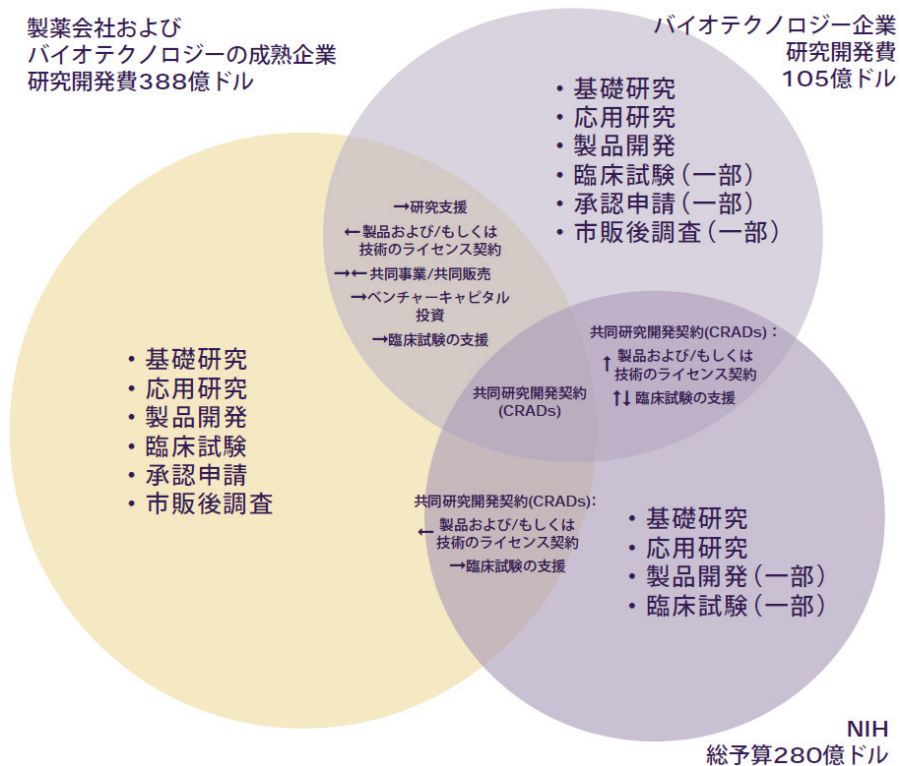 製薬会社および
バイオテクノロジーの成熟企業
研究開発費388億ドル
バイオテクノロジー企業
研究開発費
105億ドル
・基礎研究
・応用研究
・製品開発
・臨床試験(一部)
・承認申請(一部)
・市販後調査(一部)
→研究支援
←製品および/もしくは
技術のライセンス契約
→←共同事業/共同販売
→ベンチャーキャピタル
投資
→臨床試験の支援
共同研究開発契約(CRADs):
↑製品および/もしくは
技術のライセンス契約
↑↓臨床試験の支援
・基礎研究
・応用研究
・製品開発
・臨床試験
・承認申請
・市販後調査
共同研究開発契約
(CRADs)
共同研究開発契約(CRADs):
←製品および/もしくは
技術のライセンス契約
→臨床試験の支援
・基礎研究
・応用研究
・製品開発(一部)
・臨床試験(一部)
NIH
総予算280億ドル